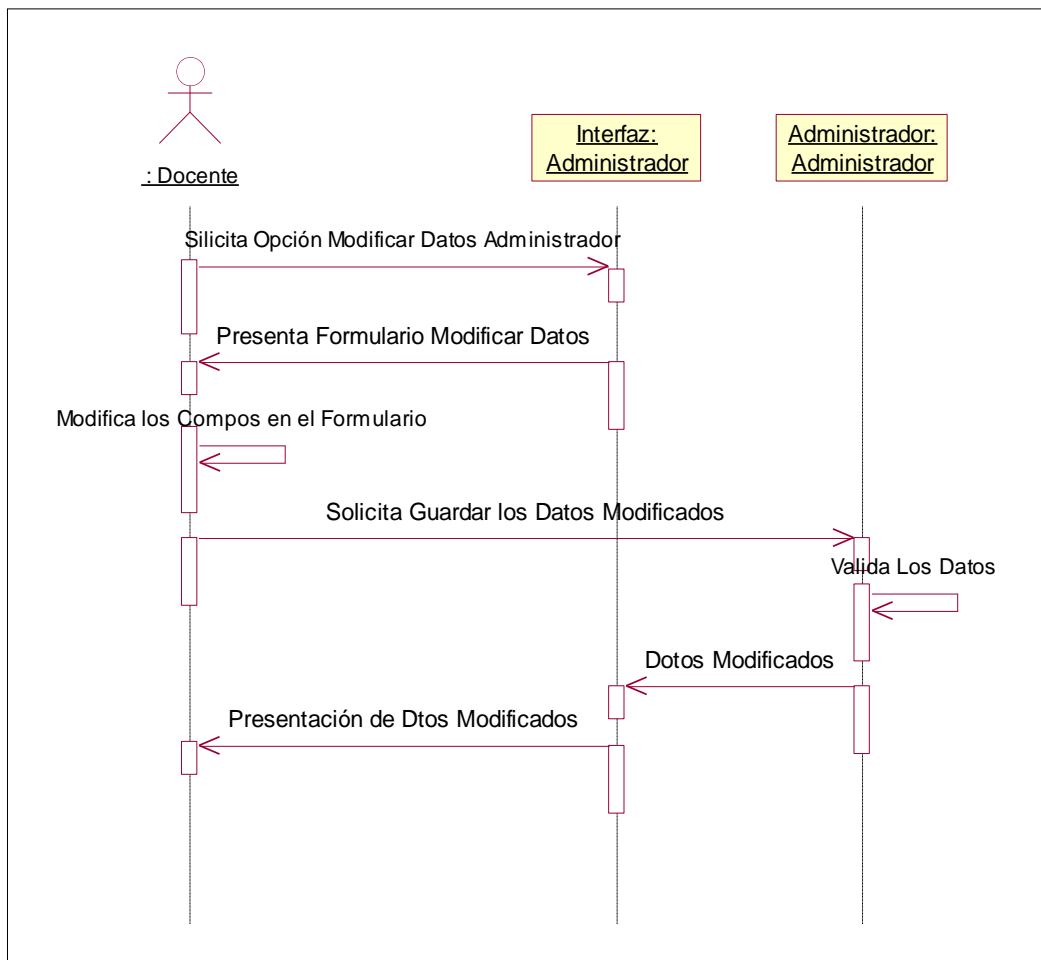 : Docente
Interfaz:
Administrador
Administrador:
Administrador
Silicita Opción Modificar Datos Administrador
Presenta Formulario Modificar Datos
Modifica los Compos en el Formulario
Solicita Guardar los Datos Modificados
Valida Los Datos
Dotos Modificados
Presentación de Dtos Modificados